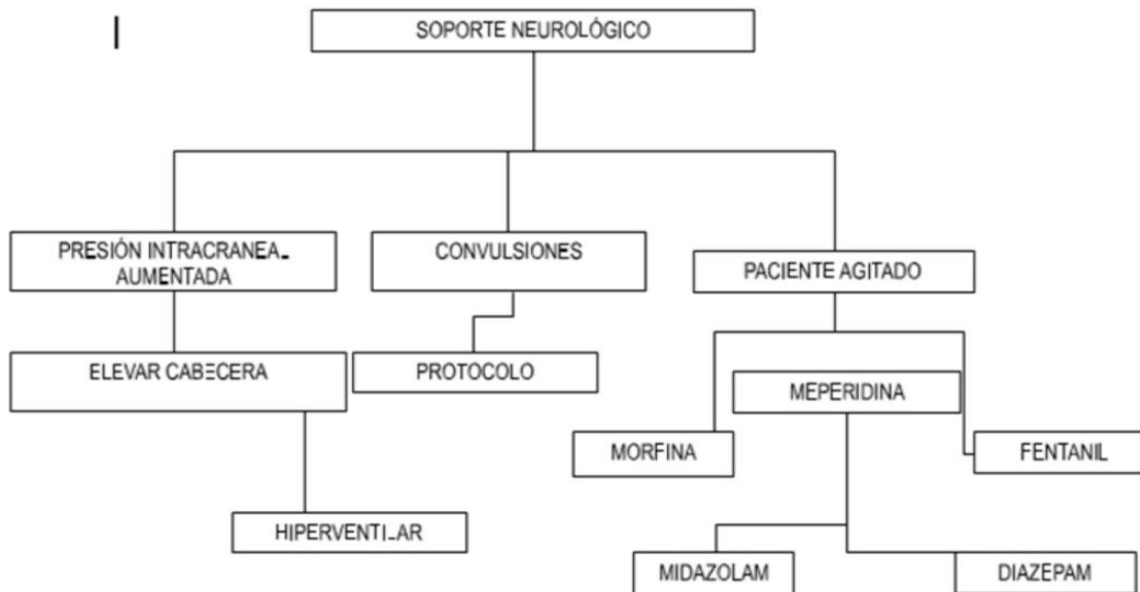 SOPORTE NEUROLÓGICO
PRESIÓN INTRACRANEAL
AUMENTADA
CONVULSIONES
PACIENTE AGITADO
ELEVAR CABECERA
PROTOCOLO
MEPERIDINA
MORFINA
FENTANIL
HIPERVENTILAR
MIDAZOLAM
DIAZEPAM